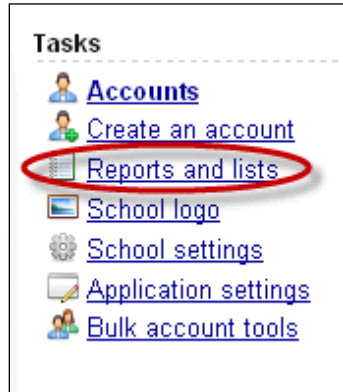 Tasks
Accounts
Create an account
Reports and lists
School logo
School settings
Application settings
Bulk account tools